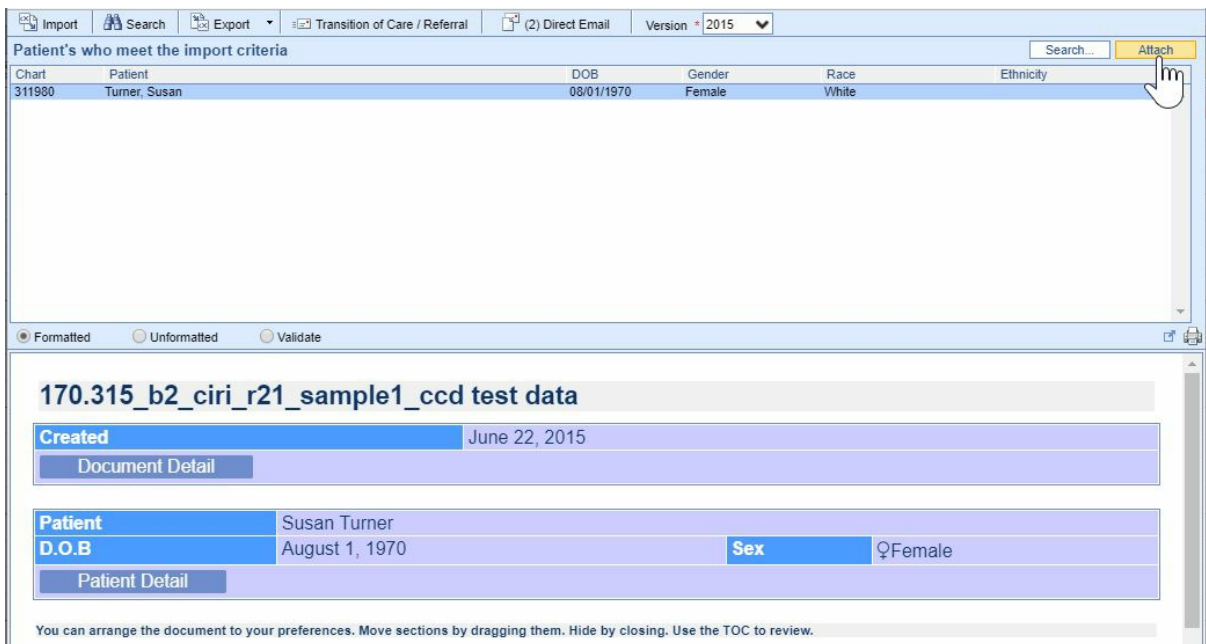 Import Search Export Transition of Care / Referral (2) Direct Email Version * 2015
Patient's who meet the import criteria Search... Attach
Chart Patient DOB Gender Race Ethnicity
311980 Turner, Susan 08/01/1970 Female White
Formatted Unformatted Validate
170.315_b2_ciri_r21_sample1_ccd test data
Created June 22, 2015
Document Detail
Patient Susan Turner
D.O.B August 1, 1970 Sex ♀Female
Patient Detail
You can arrange the document to your preferences. Move sections by dragging them. Hide by closing. Use the TOC to review.